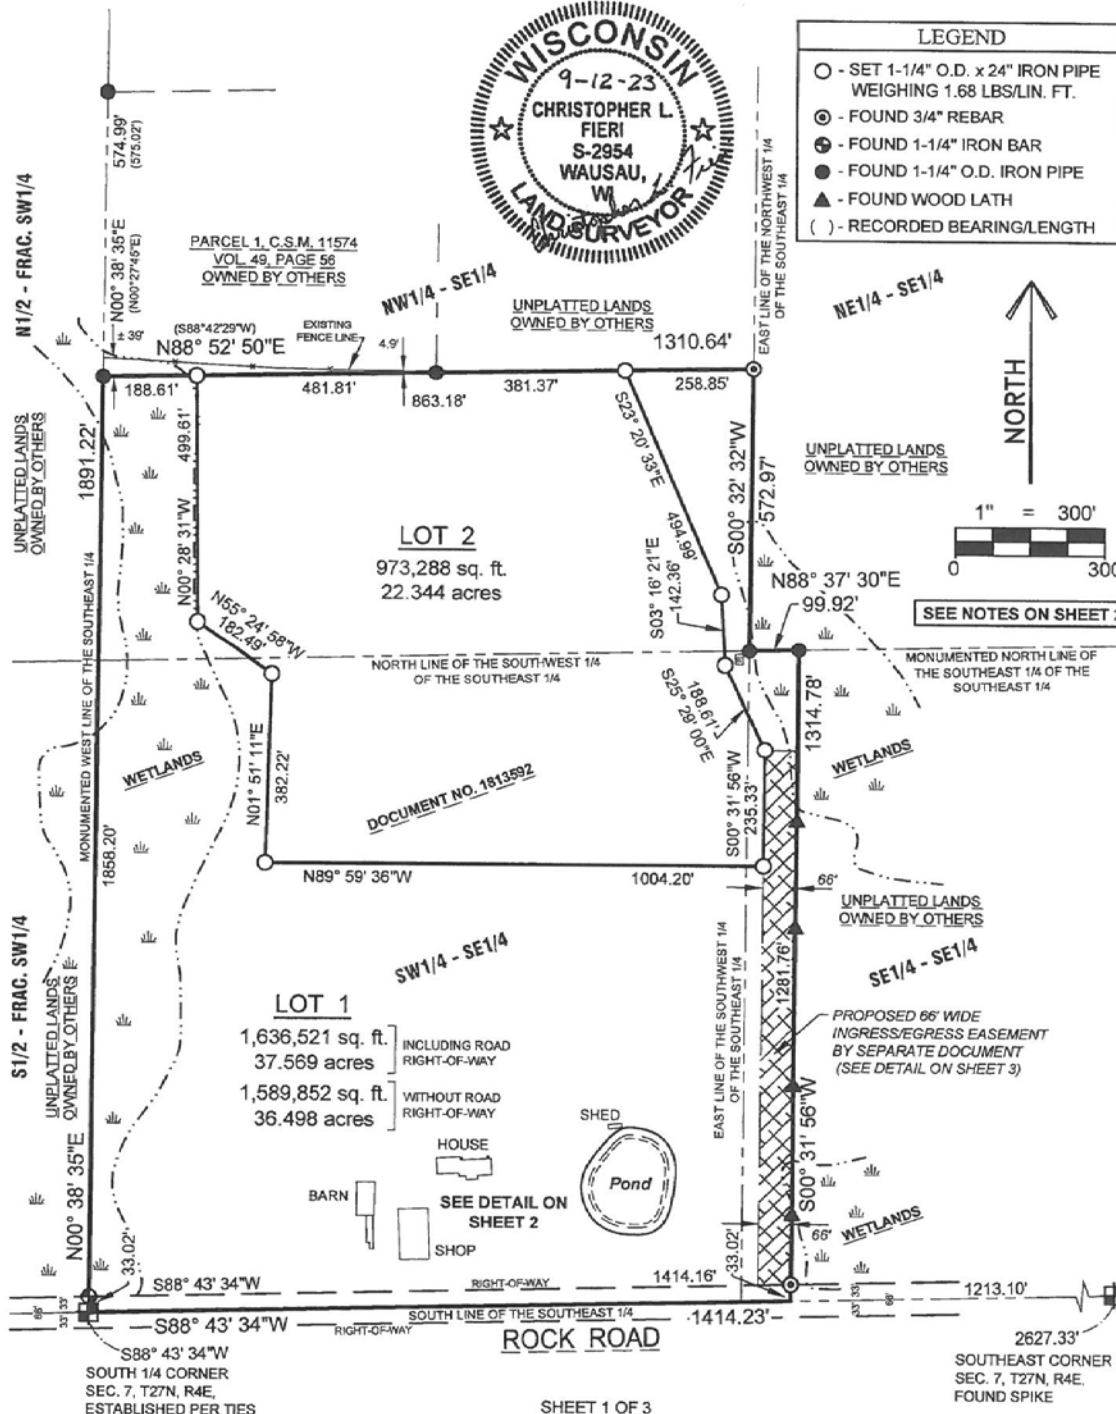 WISCONSIN
9-12-23
CHRISTOPHER L.
FIERI
S-2954
WAUSAU,
WI
LAND SURVEYOR
LEGEND
- SET 1-1/4" O.D. x 24" IRON PIPE
WEIGHING 1.68 LBS/LIN. FT.
- FOUND 3/4" REBAR
- FOUND 1-1/4" IRON BAR
- FOUND 1-1/4" O.D. IRON PIPE
- FOUND WOOD LATH
( ) - RECORDED BEARING/LENGTH
574.99'
(575.02')
N00° 38' 35"E
(N00°27'45"E)
± 39'
N1/2 - FRAC. SW1/4
PARCEL 1, C.S.M. 11574
VOL. 49, PAGE 56
OWNED BY OTHERS
NW1/4 - SE1/4
UNPLATTED LANDS
OWNED BY OTHERS
EAST LINE OF THE NORTHWEST 1/4
OF THE SOUTHEAST 1/4
NE1/4 - SE1/4
(S88°42'29"W)
N88° 52' 50"E
EXISTING
FENCE LINE
4.9'
1310.64'
188.61'
481.81'
863.18'
381.37'
258.85'
NORTH
1" = 300'
0
SEE NOTES ON SHEET
UNPLATTED LANDS
OWNED BY OTHERS
1891.22'
499.61'
N00° 28' 31"W
LOT 2
973,288 sq. ft.
22.344 acres
S23° 20' 33"E
494.99'
S00° 32' 32"W
572.97'
UNPLATTED LANDS
OWNED BY OTHERS
S03° 16' 21"E
142.36'
N88° 37' 30"E
99.92'
N55° 24' 58"W
182.49'
MONUMENTED WEST LINE OF THE SOUTHEAST 1/4
NORTH LINE OF THE SOUTHWEST 1/4
OF THE SOUTHEAST 1/4
MONUMENTED NORTH LINE OF
THE SOUTHEAST 1/4 OF THE
SOUTHEAST 1/4
188.61'
S25° 29' 00"E
1314.78'
WETLANDS
WETLANDS
N01° 51' 11"E
382.22'
DOCUMENT NO. 1813592
S00° 31' 56"W
235.33'
1858.20'
N89° 59' 36"W
1004.20'
66'
UNPLATTED LANDS
OWNED BY OTHERS
S1/2 - FRAC. SW1/4
UNPLATTED LANDS
OWNED BY OTHERS
SW1/4 - SE1/4
SE1/4 - SE1/4
EAST LINE OF THE SOUTHWEST 1/4
OF THE SOUTHEAST 1/4
1281.76'
LOT 1
1,636,521 sq. ft.
37.569 acres
INCLUDING ROAD
RIGHT-OF-WAY
1,589,852 sq. ft.
36.498 acres
WITHOUT ROAD
RIGHT-OF-WAY
PROPOSED 66' WIDE
INGRESS/EGRESS EASEMENT
BY SEPARATE DOCUMENT
(SEE DETAIL ON SHEET 3)
N00° 38' 35"E
S00° 31' 56"W
SHED
HOUSE
Pond
BARN
SEE DETAIL ON
SHEET 2
SHOP
66'
WETLANDS
33.02'
33.02'
S88° 43' 34"W
RIGHT-OF-WAY
1414.16'
1213.10'
66'
33' 33'
SOUTH LINE OF THE SOUTHEAST 1/4
33' 33'
66'
S88° 43' 34"W
RIGHT-OF-WAY
1414.23'
ROCK ROAD
2627.33'
S88° 43' 34"W
SOUTH 1/4 CORNER
SEC. 7, T27N, R4E,
ESTABLISHED PER TIES
SOUTHEAST CORNER
SEC. 7, T27N, R4E,
FOUND SPIKE
SHEET 1 OF 3